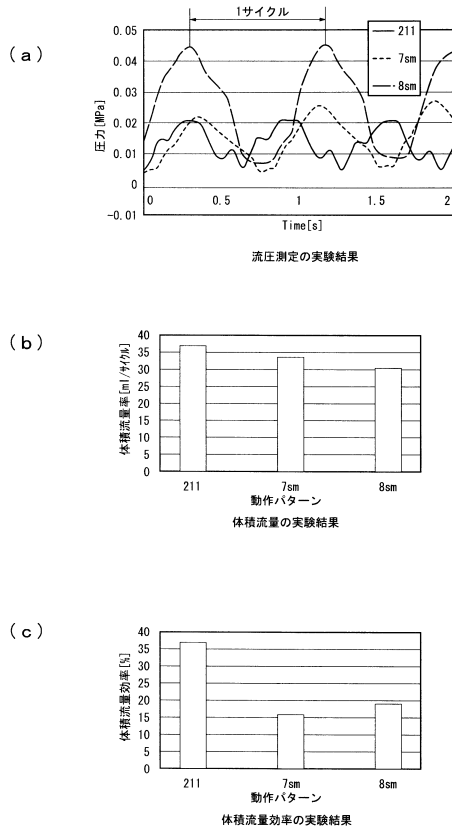 (a)
1サイクル
0.05
0.04
0.03
0.02
0.01
0
-0.01
圧力[MPa]
211
7sm
8sm
0 0.5 1 1.5 2
Time[s]
流圧測定の実験結果
(b)
40
35
30
25
20
15
10
5
0
体積流量率[ml/サイクル]
211 7sm 8sm
動作パターン
体積流量の実験結果
(c)
40
35
30
25
20
15
10
5
0
体積流量効率[%]
211 7sm 8sm
動作パターン
体積流量効率の実験結果